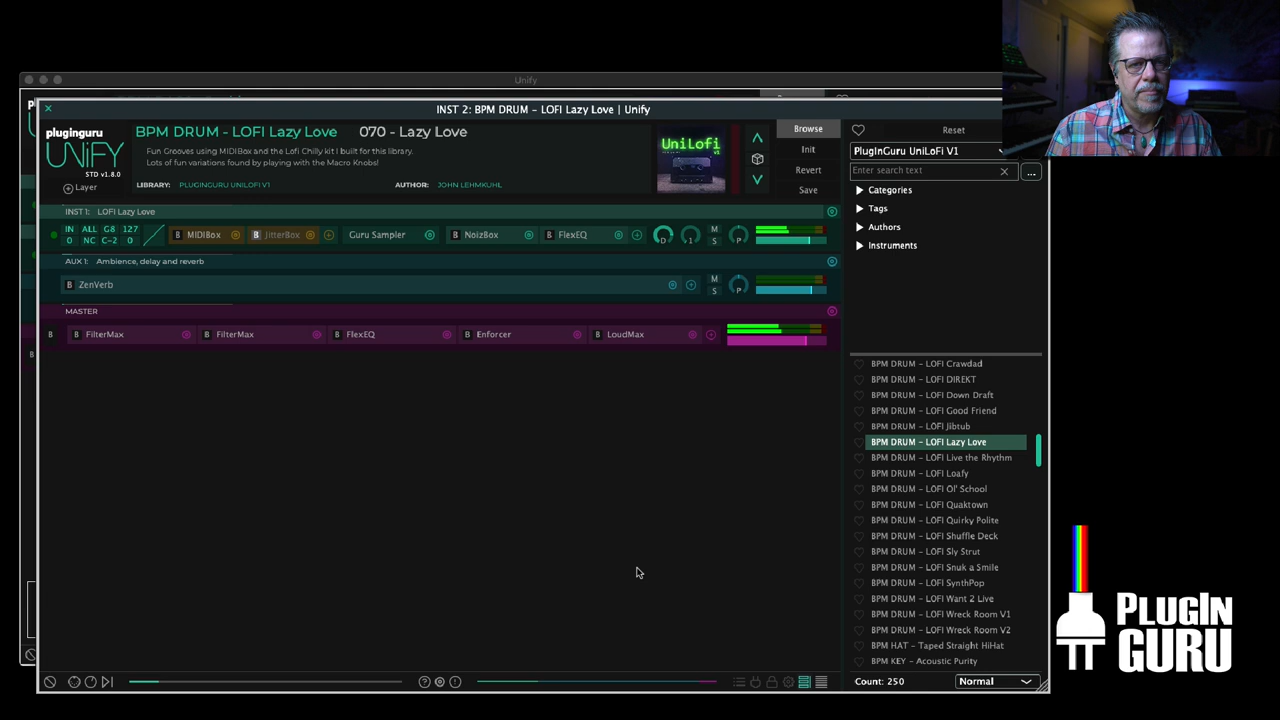 Unify
INST 2: BPM DRUM - LOFI Lazy Love | Unify
pluginguru
UNIFY
STD v1.8.0
Layer
BPM DRUM - LOFI Lazy Love 070 - Lazy Love
Fun Grooves using MIDIBox and the Lofi Chilly kit I built for this library.
Lots of fun variations found by playing with the Macro Knobs!
LIBRARY: PLUGINGURU UNILOFI V1 AUTHOR: JOHN LEHMKUHL
UniLofi
Browse
Init
Revert
Save
Reset
PlugInGuru UniLoFi V1
Enter search text
...
Categories
Tags
Authors
Instruments
INST 1: LOFI Lazy Love
IN ALL G8 127
0 NC C-2 0
B MIDIBox
B JitterBox
Guru Sampler
B NoizBox
B FlexEQ
D
1
M
S
P
AUX 1: Ambience, delay and reverb
B ZenVerb
M
S
P
MASTER
B
B FilterMax
B FilterMax
B FlexEQ
B Enforcer
B LoudMax
BPM DRUM - LOFI Crawdad
BPM DRUM - LOFI DIREKT
BPM DRUM - LOFI Down Draft
BPM DRUM - LOFI Good Friend
BPM DRUM - LOFI Jibtub
BPM DRUM - LOFI Lazy Love
BPM DRUM - LOFI Live the Rhythm
BPM DRUM - LOFI Loafy
BPM DRUM - LOFI Ol' School
BPM DRUM - LOFI Quaktown
BPM DRUM - LOFI Quirky Polite
BPM DRUM - LOFI Shuffle Deck
BPM DRUM - LOFI Sly Strut
BPM DRUM - LOFI Snuk a Smile
BPM DRUM - LOFI SynthPop
BPM DRUM - LOFI Want 2 Live
BPM DRUM - LOFI Wreck Room V1
BPM DRUM - LOFI Wreck Room V2
BPM HAT - Taped Straight HiHat
BPM KEY - Acoustic Purity
Count: 250
Normal
PLUGIN
GURU